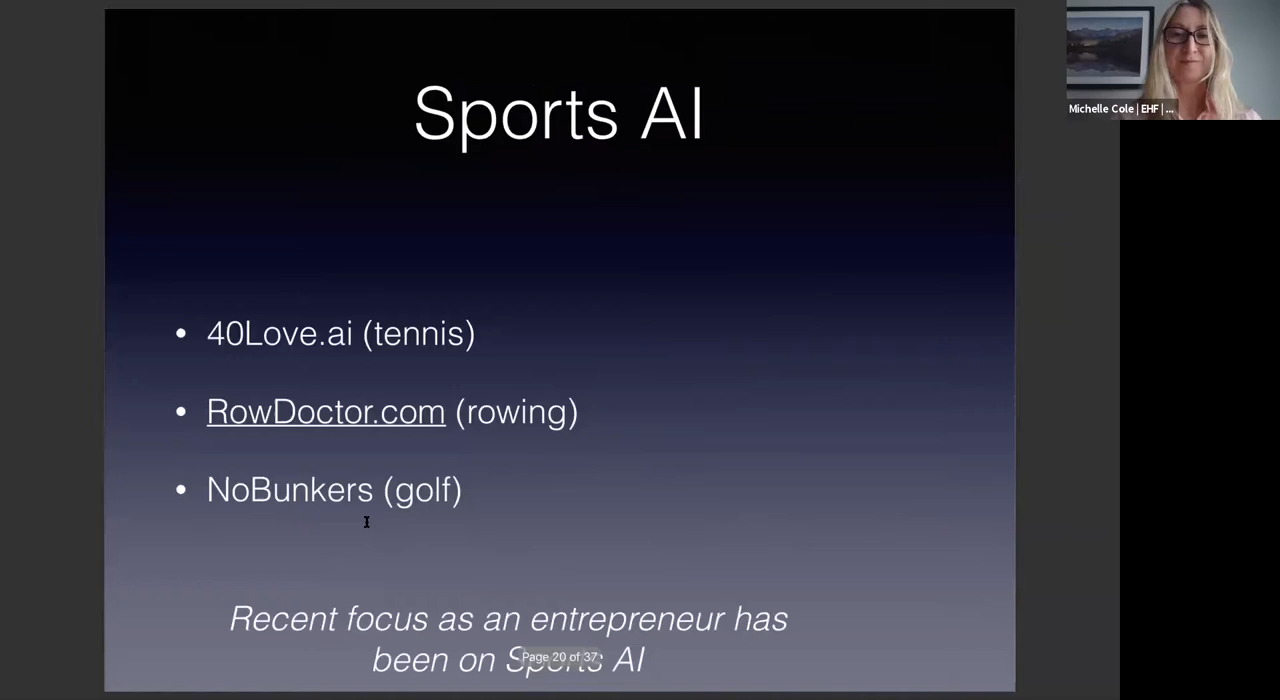 Sports AI
Michelle Cole | EHF | ...
• 40Love.ai (tennis)
• RowDoctor.com (rowing)
• NoBunkers (golf)
Recent focus as an entrepreneur has
been on Sports AI
Page 20 of 37